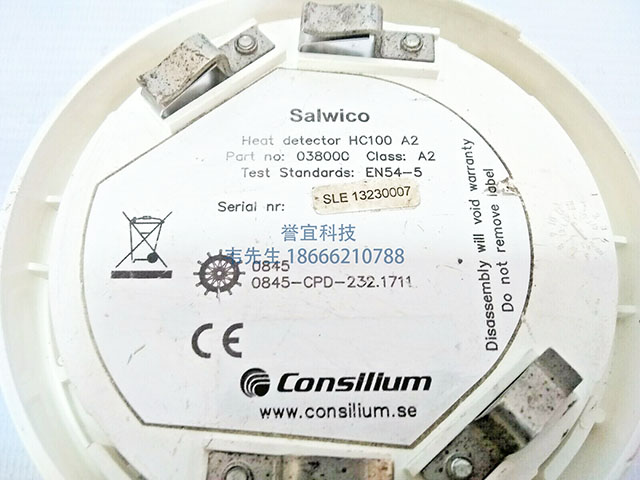 Salwico
Heat detector HC100 A2
Part no: 038000 Class: A2
Test Standards: EN54-5
Serial nr: SLE 13230007
誉宜科技
韦先生 18666210788
0845
0845-CPD-232.1711
CE
Consilium
www.consilium.se
Disassembly will void warranty
Do not remove label